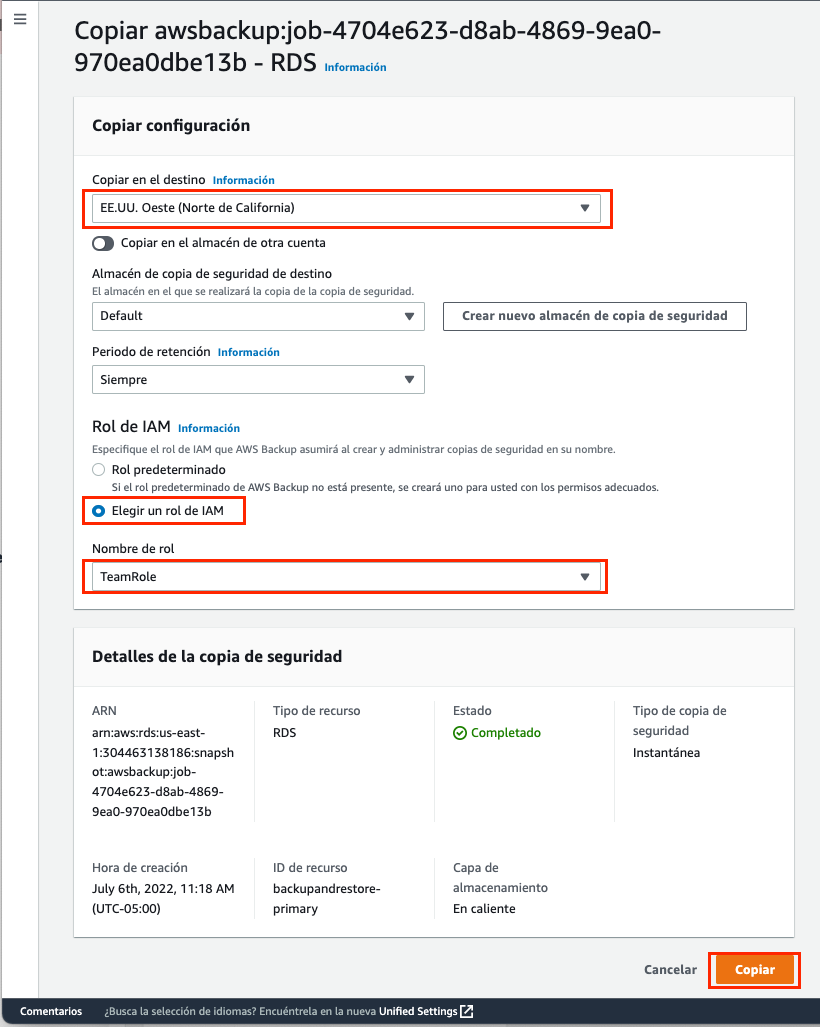 Copiar awsbackup:job-4704e623-d8ab-4869-9ea0-
970ea0dbe13b - RDS Información
Copiar configuración
Copiar en el destino Información
EE.UU. Oeste (Norte de California)
Copiar en el almacén de otra cuenta
Almacén de copia de seguridad de destino
El almacén en el que se realizará la copia de la copia de seguridad.
Default
Crear nuevo almacén de copia de seguridad
Periodo de retención Información
Siempre
Rol de IAM Información
Especifique el rol de IAM que AWS Backup asumirá al crear y administrar copias de seguridad en su nombre.
Rol predeterminado
Si el rol predeterminado de AWS Backup no está presente, se creará uno para usted con los permisos adecuados.
Elegir un rol de IAM
Nombre de rol
TeamRole
Detalles de la copia de seguridad
ARN
arn:aws:rds:us-east-
1:304463138186:snapsh
ot:awsbackup:job-
4704e623-d8ab-4869-
9ea0-970ea0dbe13b
Tipo de recurso
RDS
Estado
Completado
Tipo de copia de
seguridad
Instantánea
Hora de creación
July 6th, 2022, 11:18 AM
(UTC-05:00)
ID de recurso
backupandrestore-
primary
Capa de
almacenamiento
En caliente
Cancelar
Copiar
Comentarios
¿Busca la selección de idiomas? Encuéntrela en la nueva Unified Settings